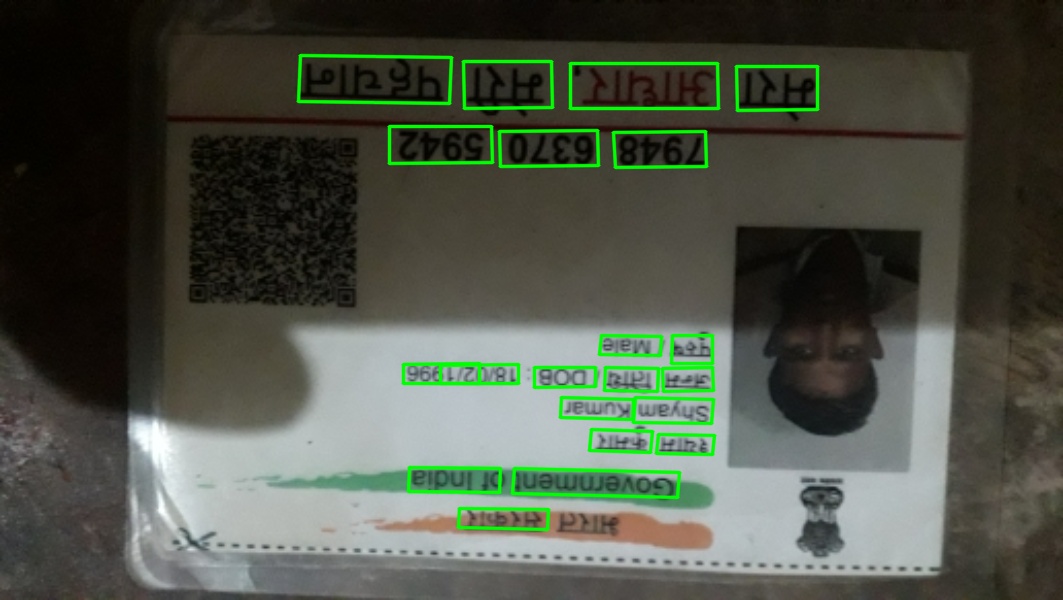 भारत सरकार
Government of India
श्याम कुमार
Shyam Kumar
जन्म तिथि / DOB : 18/02/1996
पुरुष / Male
7948 6370 5942
मेरा आधार, मेरी पहचान